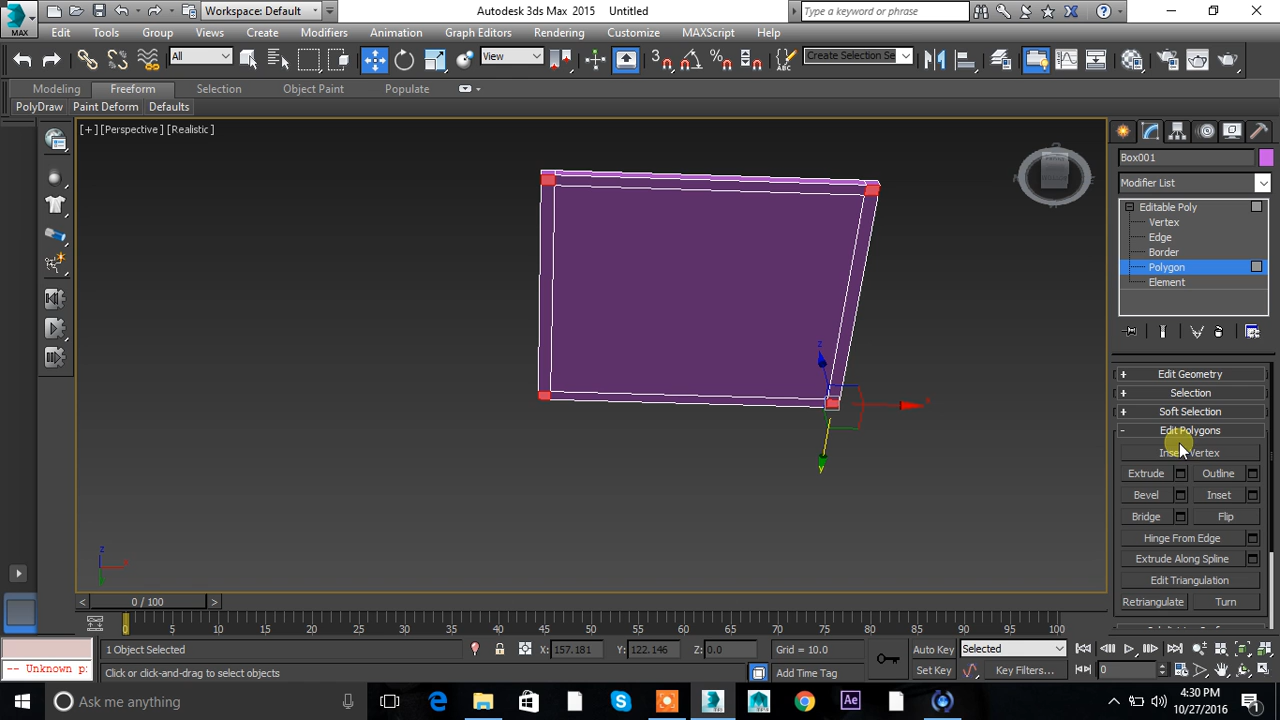 MAX
Workspace: Default
Autodesk 3ds Max 2015 Untitled
Type a keyword or phrase
Edit Tools Group Views Create Modifiers Animation Graph Editors Rendering Customize MAXScript Help
All
View
3
Create Selection Se
Modeling Freeform Selection Object Paint Populate
PolyDraw Paint Deform Defaults
[+] [Perspective ] [Realistic ]
Box001
Modifier List
Editable Poly
Vertex
Edge
Border
Polygon
Element
z
x
y
+ Edit Geometry
+ Selection
+ Soft Selection
- Edit Polygons
Insert Vertex
Extrude Outline
Bevel Inset
Bridge Flip
Hinge From Edge
Extrude Along Spline
Edit Triangulation
Retriangulate Turn
z
x
< 0 / 100 >
0 5 10 15 20 25 30 35 40 45 50 55 60 65 70 75 80 85 90 95 100
1 Object Selected X: 157.181 Y: 122.146 Z: 0.0 Grid = 10.0 Auto Key Selected
-- Unknown p: Click or click-and-drag to select objects Add Time Tag Set Key Key Filters... 0
Ask me anything
Ae
4:30 PM
10/27/2016